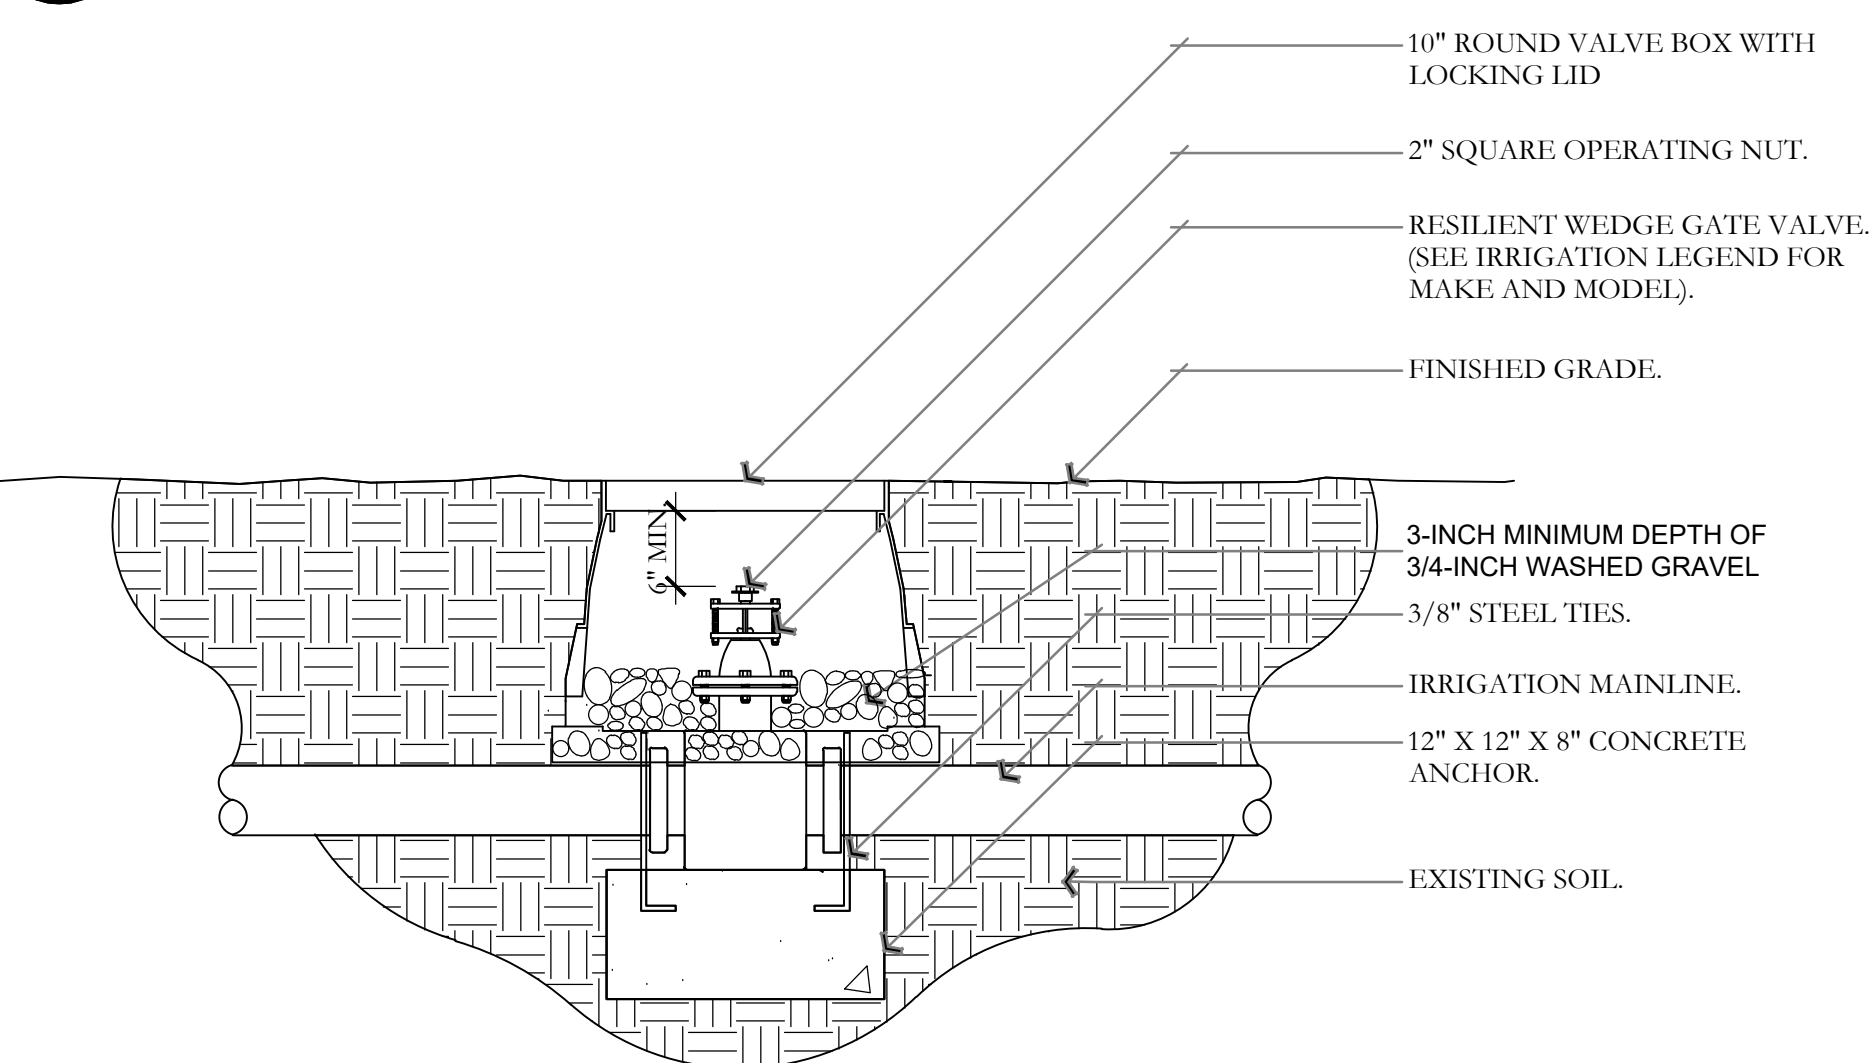 10" ROUND VALVE BOX WITH
LOCKING LID
2" SQUARE OPERATING NUT.
RESILIENT WEDGE GATE VALVE.
(SEE IRRIGATION LEGEND FOR
MAKE AND MODEL).
FINISHED GRADE.
6" MIN
3-INCH MINIMUM DEPTH OF
3/4-INCH WASHED GRAVEL
3/8" STEEL TIES.
IRRIGATION MAINLINE.
12" X 12" X 8" CONCRETE
ANCHOR.
EXISTING SOIL.